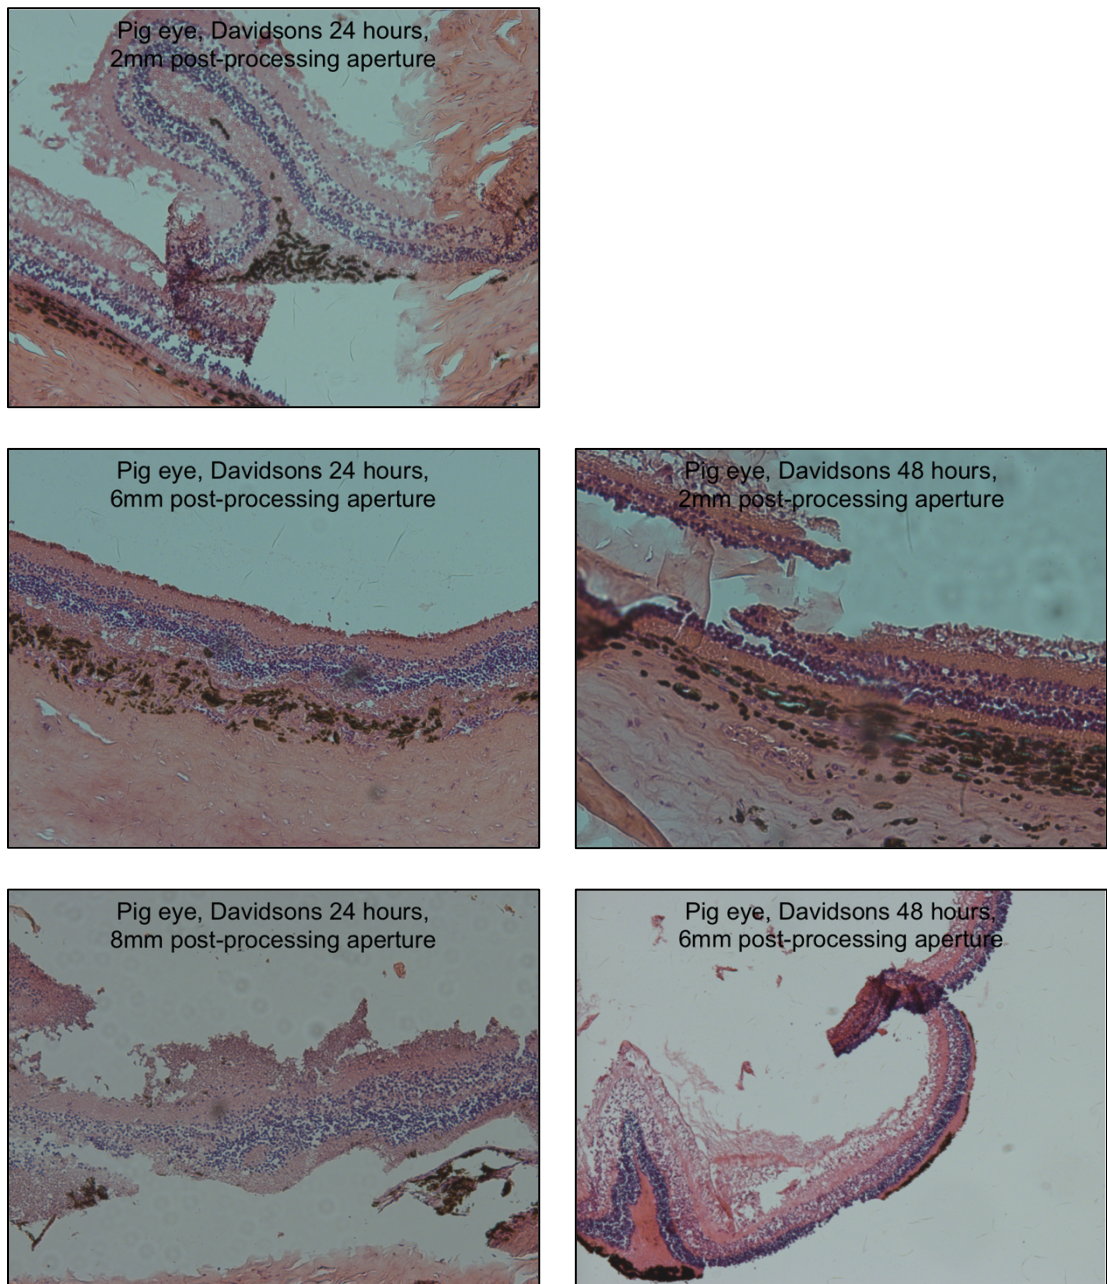 Pig eye, Davidsons 24 hours,
2mm post-processing aperture
Pig eye, Davidsons 24 hours,
6mm post-processing aperture
Pig eye, Davidsons 48 hours,
2mm post-processing aperture
Pig eye, Davidsons 24 hours,
8mm post-processing aperture
Pig eye, Davidsons 48 hours,
6mm post-processing aperture